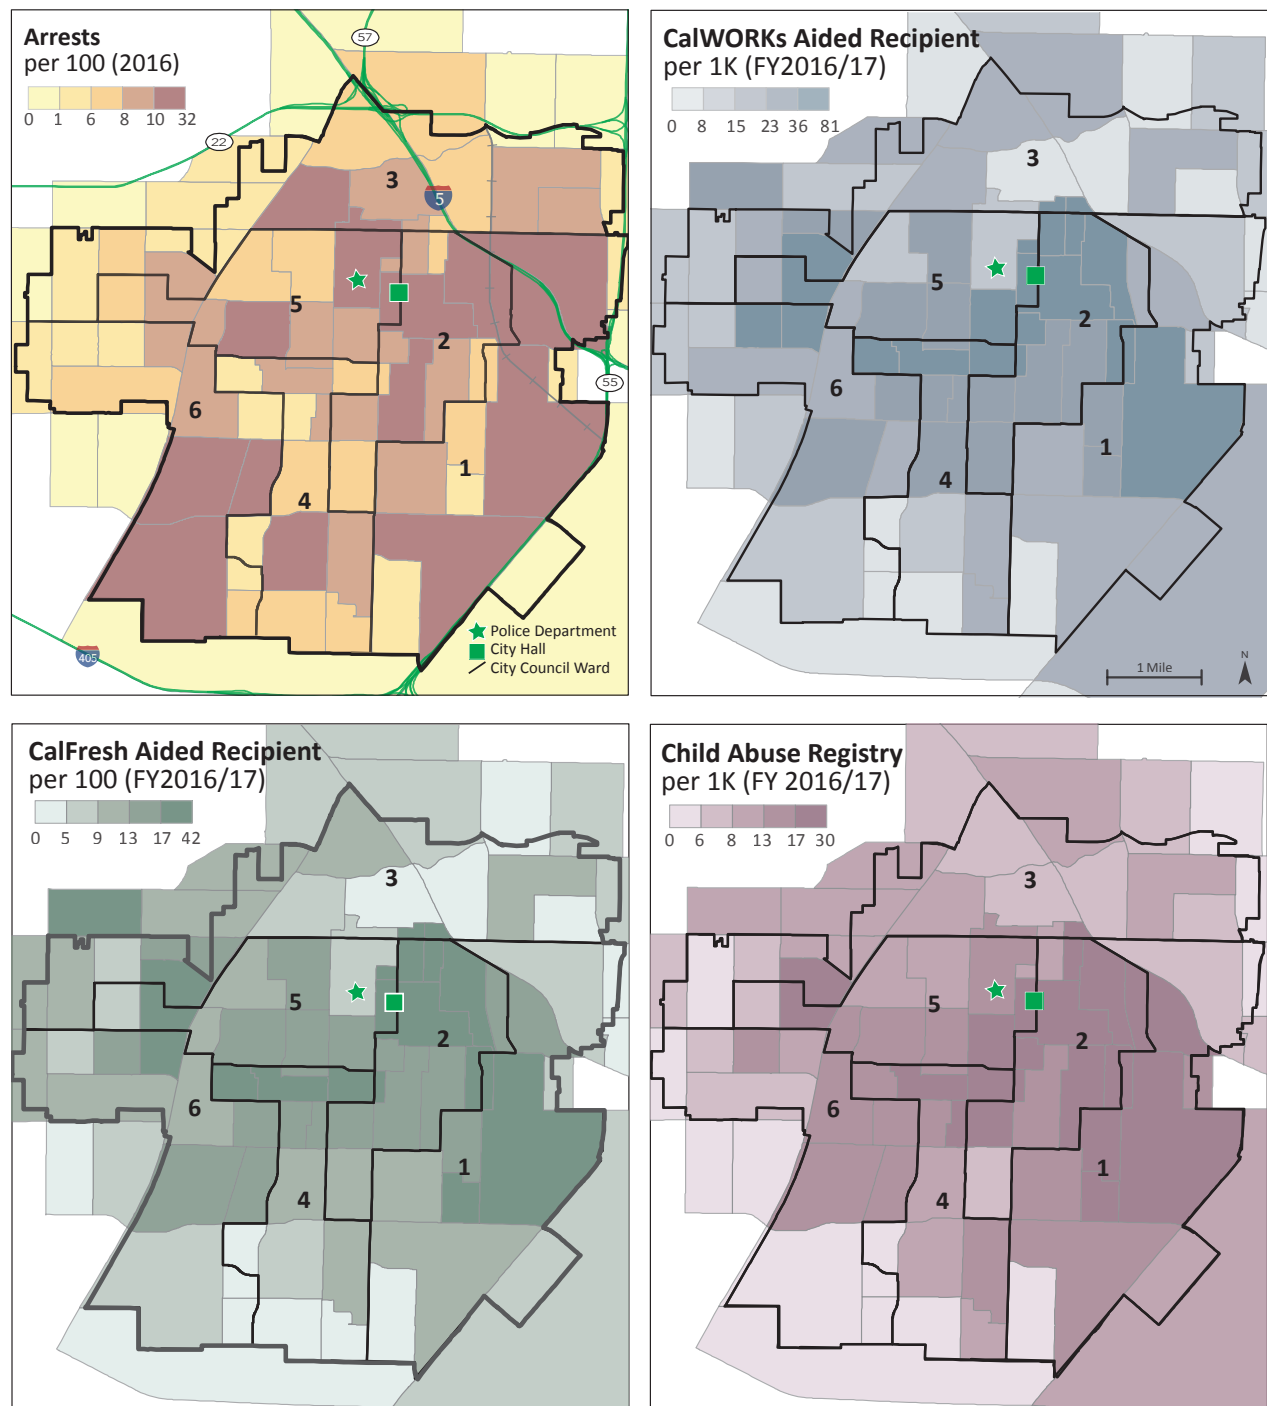 Arrests
per 100 (2016)
0 1 6 8 10 32
57
22
3
5
5
2
6
1
4
55
405
Police Department
City Hall
City Council Ward
CalWORKs Aided Recipient
per 1K (FY2016/17)
0 8 15 23 36 81
3
5
2
6
1
4
1 Mile
N
CalFresh Aided Recipient
per 100 (FY2016/17)
0 5 9 13 17 42
3
5
2
6
1
4
Child Abuse Registry
per 1K (FY 2016/17)
0 6 8 13 17 30
3
5
2
6
1
4